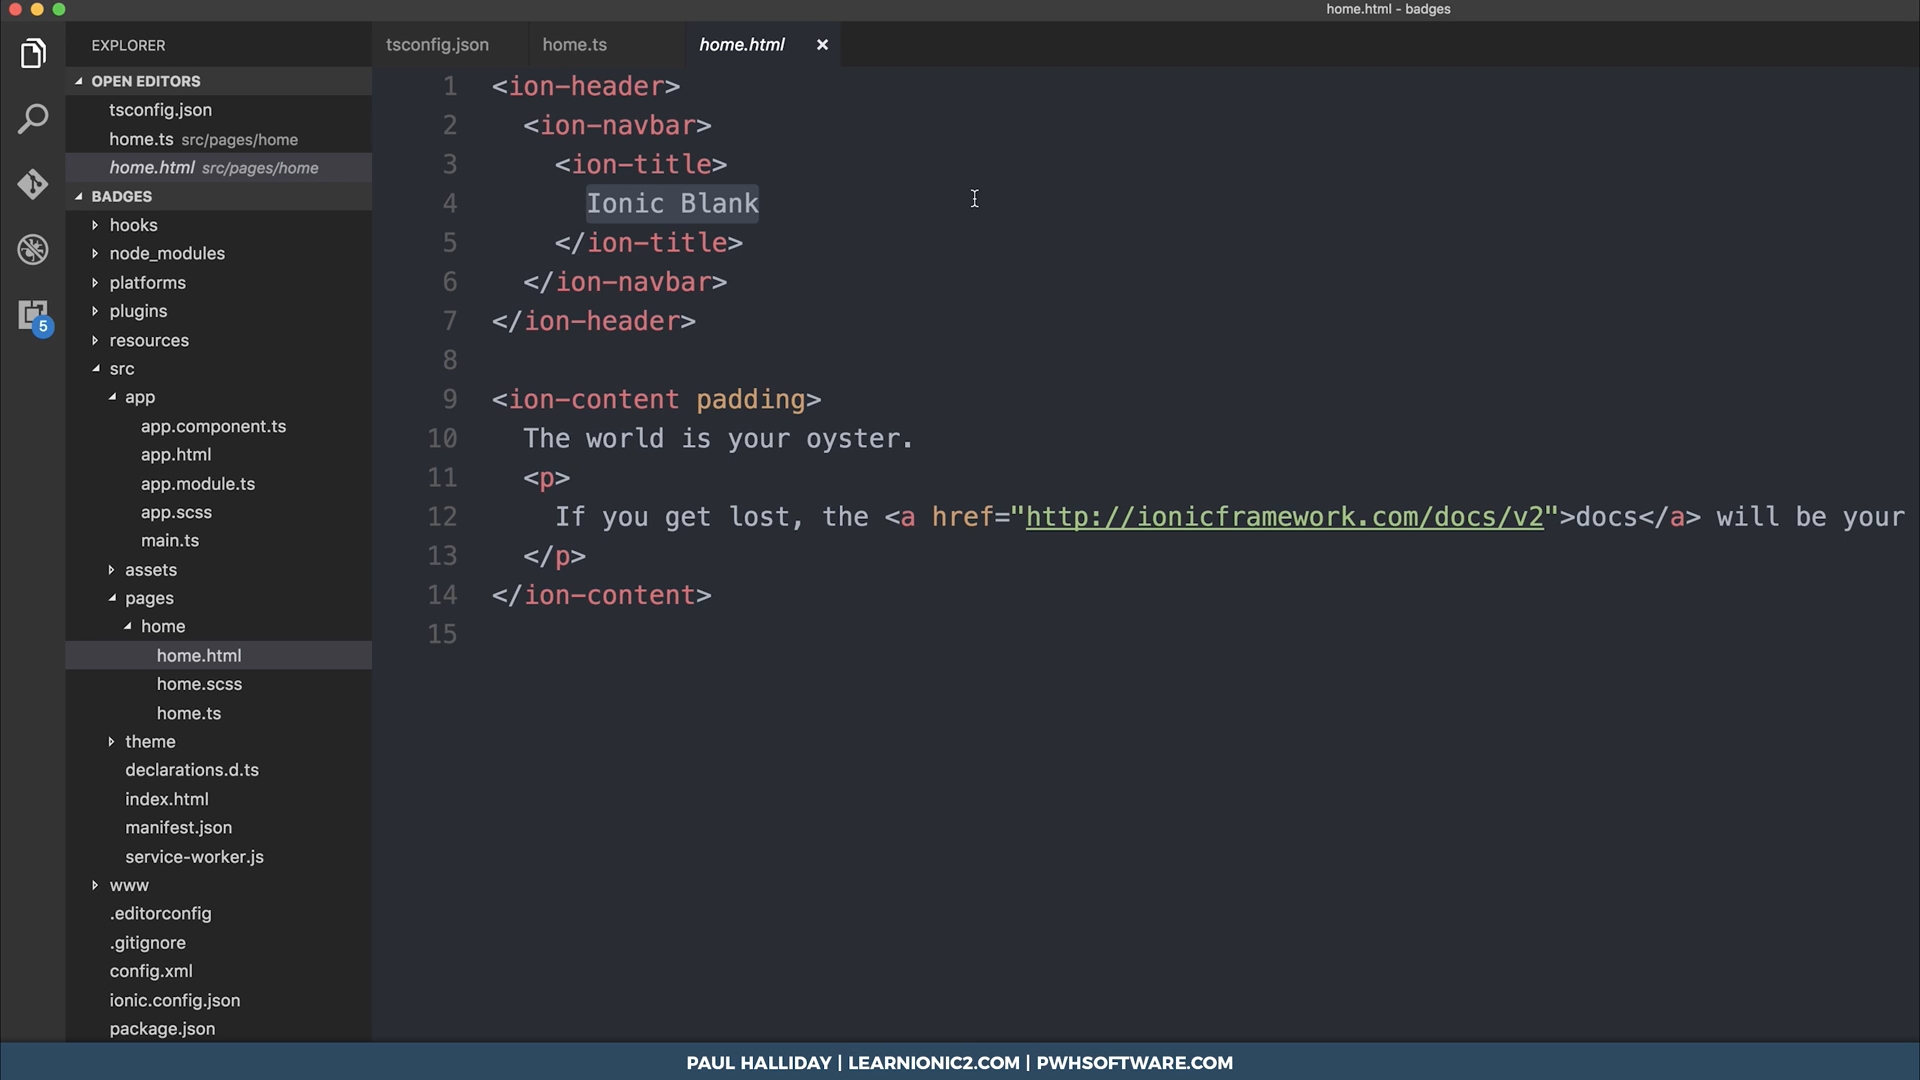 home.html - badges
EXPLORER
OPEN EDITORS
tsconfig.json
home.ts src/pages/home
home.html src/pages/home
BADGES
hooks
node_modules
platforms
plugins
resources
src
app
app.component.ts
app.html
app.module.ts
app.scss
main.ts
assets
pages
home
home.html
home.scss
home.ts
theme
declarations.d.ts
index.html
manifest.json
service-worker.js
www
.editorconfig
.gitignore
config.xml
ionic.config.json
package.json
5
tsconfig.json home.ts home.html
1 <ion-header>
2 <ion-navbar>
3 <ion-title>
4 Ionic Blank
5 </ion-title>
6 </ion-navbar>
7 </ion-header>
8
9 <ion-content padding>
10 The world is your oyster.
11 <p>
12 If you get lost, the <a href="http://ionicframework.com/docs/v2">docs</a> will be your
13 </p>
14 </ion-content>
15
PAUL HALLIDAY | LEARNIONIC2.COM | PWHSOFTWARE.COM